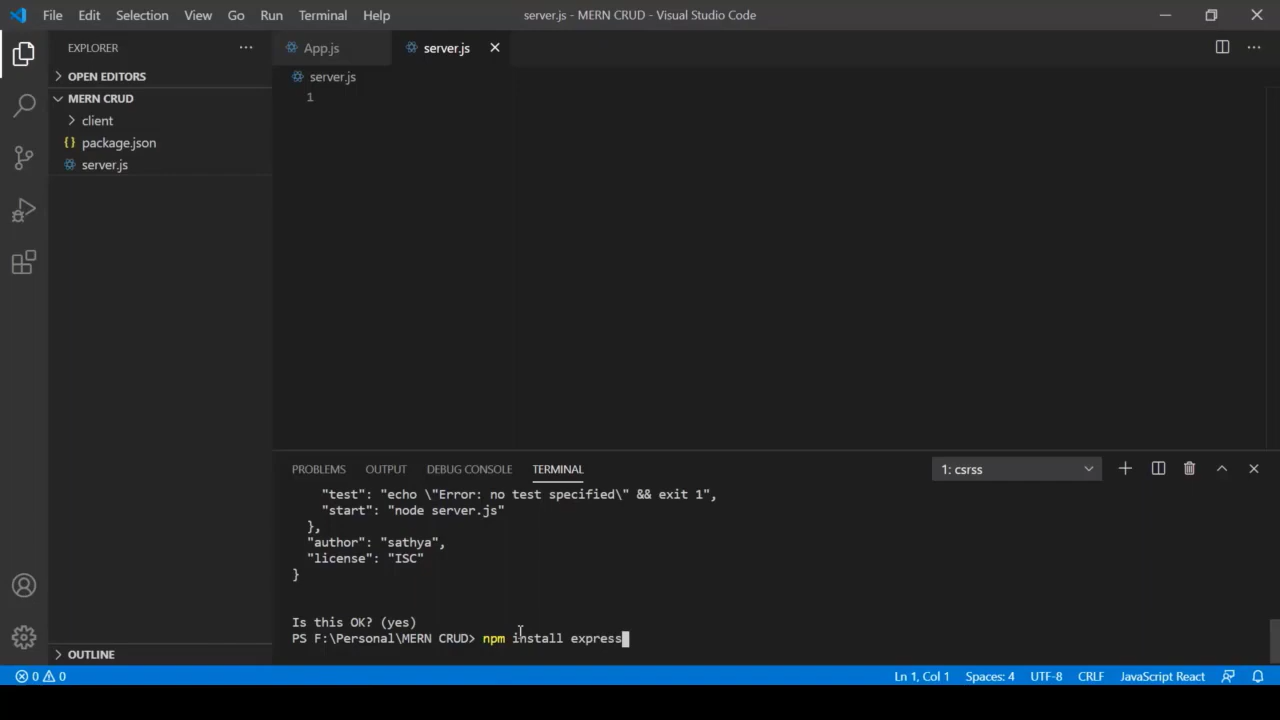 File Edit Selection View Go Run Terminal Help server.js - MERN CRUD - Visual Studio Code
EXPLORER
App.js
server.js
OPEN EDITORS
server.js
MERN CRUD
1
client
{} package.json
server.js
PROBLEMS OUTPUT DEBUG CONSOLE TERMINAL 1: csrss
"test": "echo \"Error: no test specified\" && exit 1",
"start": "node server.js"
},
"author": "sathya",
"license": "ISC"
}
Is this OK? (yes)
PS F:\Personal\MERN CRUD> npm install express
OUTLINE
0 0 Ln 1, Col 1 Spaces: 4 UTF-8 CRLF JavaScript React